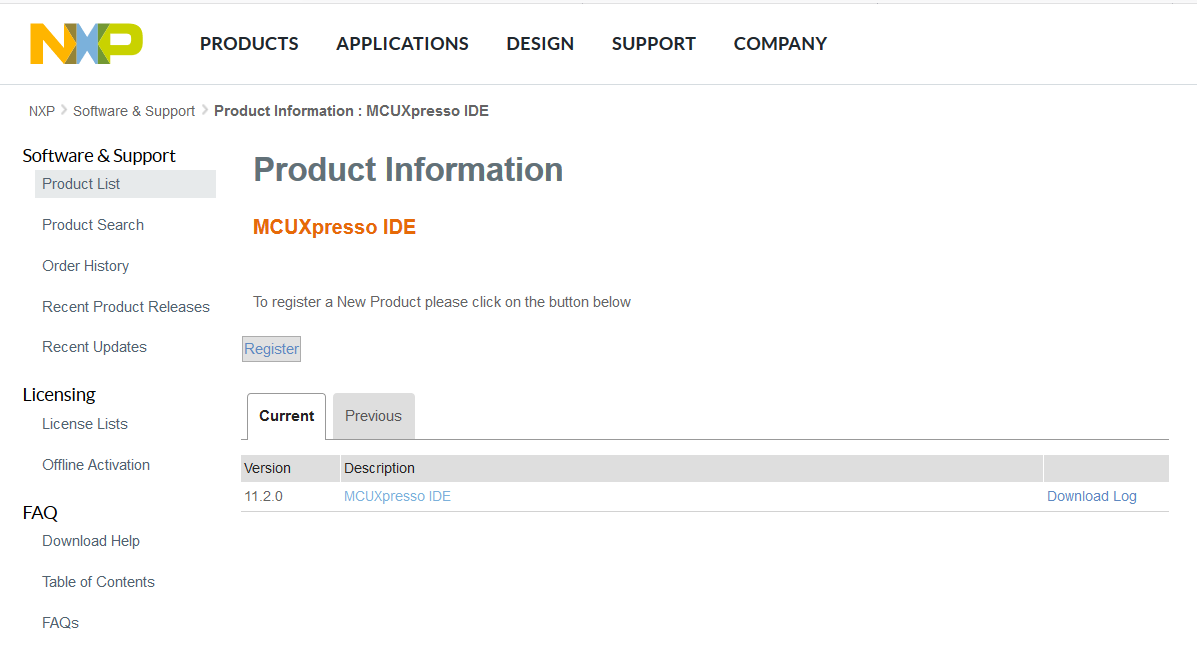 NXP
PRODUCTS APPLICATIONS DESIGN SUPPORT COMPANY
NXP Software & Support Product Information : MCUXpresso IDE
Software & Support
Product List
Product Search
Order History
Recent Product Releases
Recent Updates
Licensing
License Lists
Offline Activation
FAQ
Download Help
Table of Contents
FAQs
Product Information
MCUXpresso IDE
To register a New Product please click on the button below
Register
Current Previous
Version Description
11.2.0 MCUXpresso IDE Download Log